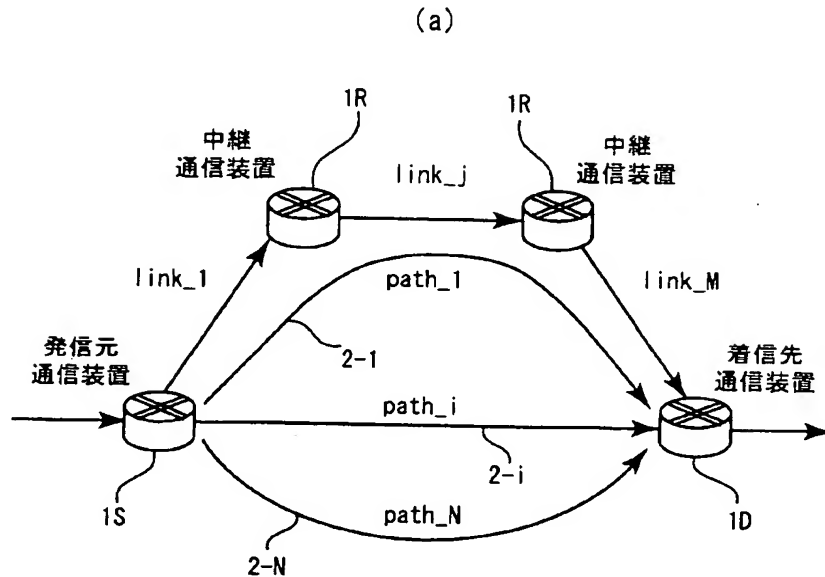 (a)
1R
1R
中継
通信装置
link_j
中継
通信装置
link_1
path_1
link_M
発信元
通信装置
2-1
着信先
通信装置
path_i
2-i
1S
path_N
1D
2-N